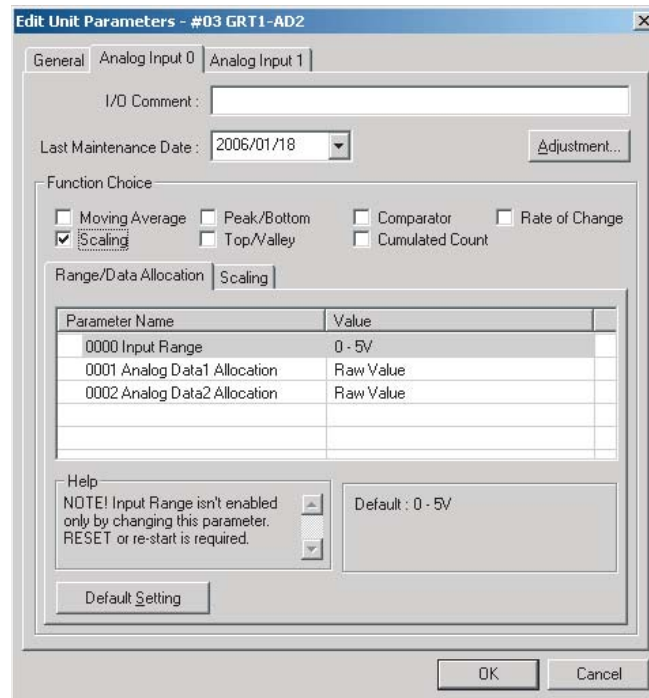 Edit Unit Parameters - #03 GRT1-AD2
General Analog Input 0 Analog Input 1
I/O Comment :
Last Maintenance Date : 2006/01/18 Adjustment...
Function Choice
Moving Average Peak/Bottom Comparator Rate of Change
Scaling Top/Valley Cumulated Count
Range/Data Allocation Scaling
Parameter Name Value
0000 Input Range 0 - 5V
0001 Analog Data1 Allocation Raw Value
0002 Analog Data2 Allocation Raw Value
Help
NOTE! Input Range isn't enabled
only by changing this parameter.
RESET or re-start is required.
Default : 0 - 5V
Default Setting
OK Cancel